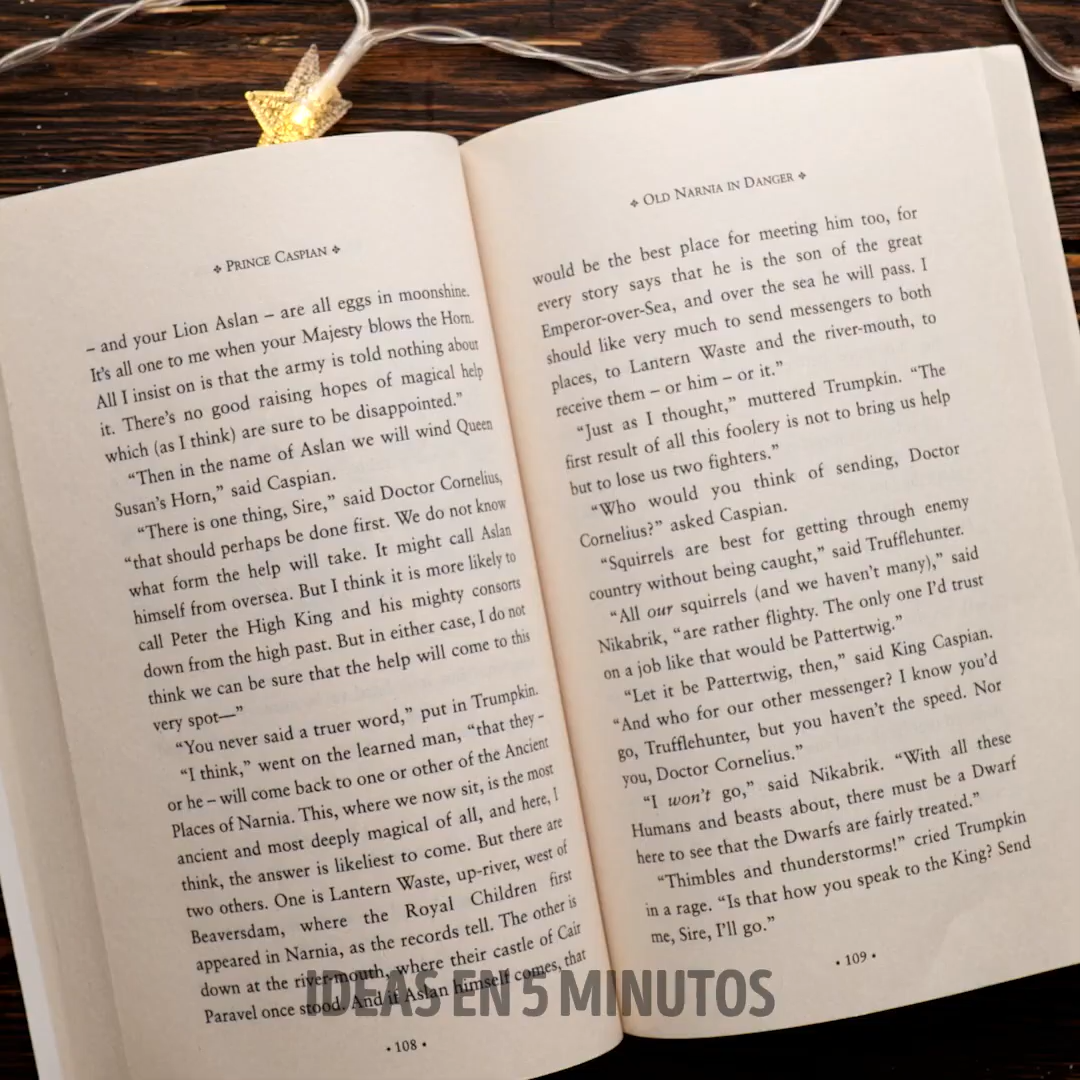 ❖ PRINCE CASPIAN ❖
– and your Lion Aslan – are all eggs in moonshine.
It's all one to me when your Majesty blows the Horn.
All I insist on is that the army is told nothing about
it. There's no good raising hopes of magical help
which (as I think) are sure to be disappointed.”
“Then in the name of Aslan we will wind Queen
Susan's Horn,” said Caspian.
“There is one thing, Sire,” said Doctor Cornelius,
“that should perhaps be done first. We do not know
what form the help will take. It might call Aslan
himself from oversea. But I think it is more likely to
call Peter the High King and his mighty consorts
down from the high past. But in either case, I do not
think we can be sure that the help will come to this
very spot—”
“You never said a truer word,” put in Trumpkin.
“I think,” went on the learned man, “that they –
or he – will come back to one or other of the Ancient
Places of Narnia. This, where we now sit, is the most
ancient and most deeply magical of all, and here, I
think, the answer is likeliest to come. But there are
two others. One is Lantern Waste, up-river, west of
Beaversdam, where the Royal Children first
appeared in Narnia, as the records tell. The other is
down at the river-mouth, where their castle of Cair
Paravel once stood. And if Aslan himself comes, that
• 108 •
❖ OLD NARNIA IN DANGER ❖
would be the best place for meeting him too, for
every story says that he is the son of the great
Emperor-over-Sea, and over the sea he will pass. I
should like very much to send messengers to both
places, to Lantern Waste and the river-mouth, to
receive them – or him – or it.”
“Just as I thought,” muttered Trumpkin. “The
first result of all this foolery is not to bring us help
but to lose us two fighters.”
“Who would you think of sending, Doctor
Cornelius?” asked Caspian.
“Squirrels are best for getting through enemy
country without being caught,” said Trufflehunter.
“All our squirrels (and we haven't many),” said
Nikabrik, “are rather flighty. The only one I'd trust
on a job like that would be Pattertwig.”
“Let it be Pattertwig, then,” said King Caspian.
“And who for our other messenger? I know you'd
go, Trufflehunter, but you haven't the speed. Nor
you, Doctor Cornelius.”
“I won't go,” said Nikabrik. “With all these
Humans and beasts about, there must be a Dwarf
here to see that the Dwarfs are fairly treated.”
“Thimbles and thunderstorms!” cried Trumpkin
in a rage. “Is that how you speak to the King? Send
me, Sire, I'll go.”
• 109 •
IDEAS EN 5 MINUTOS